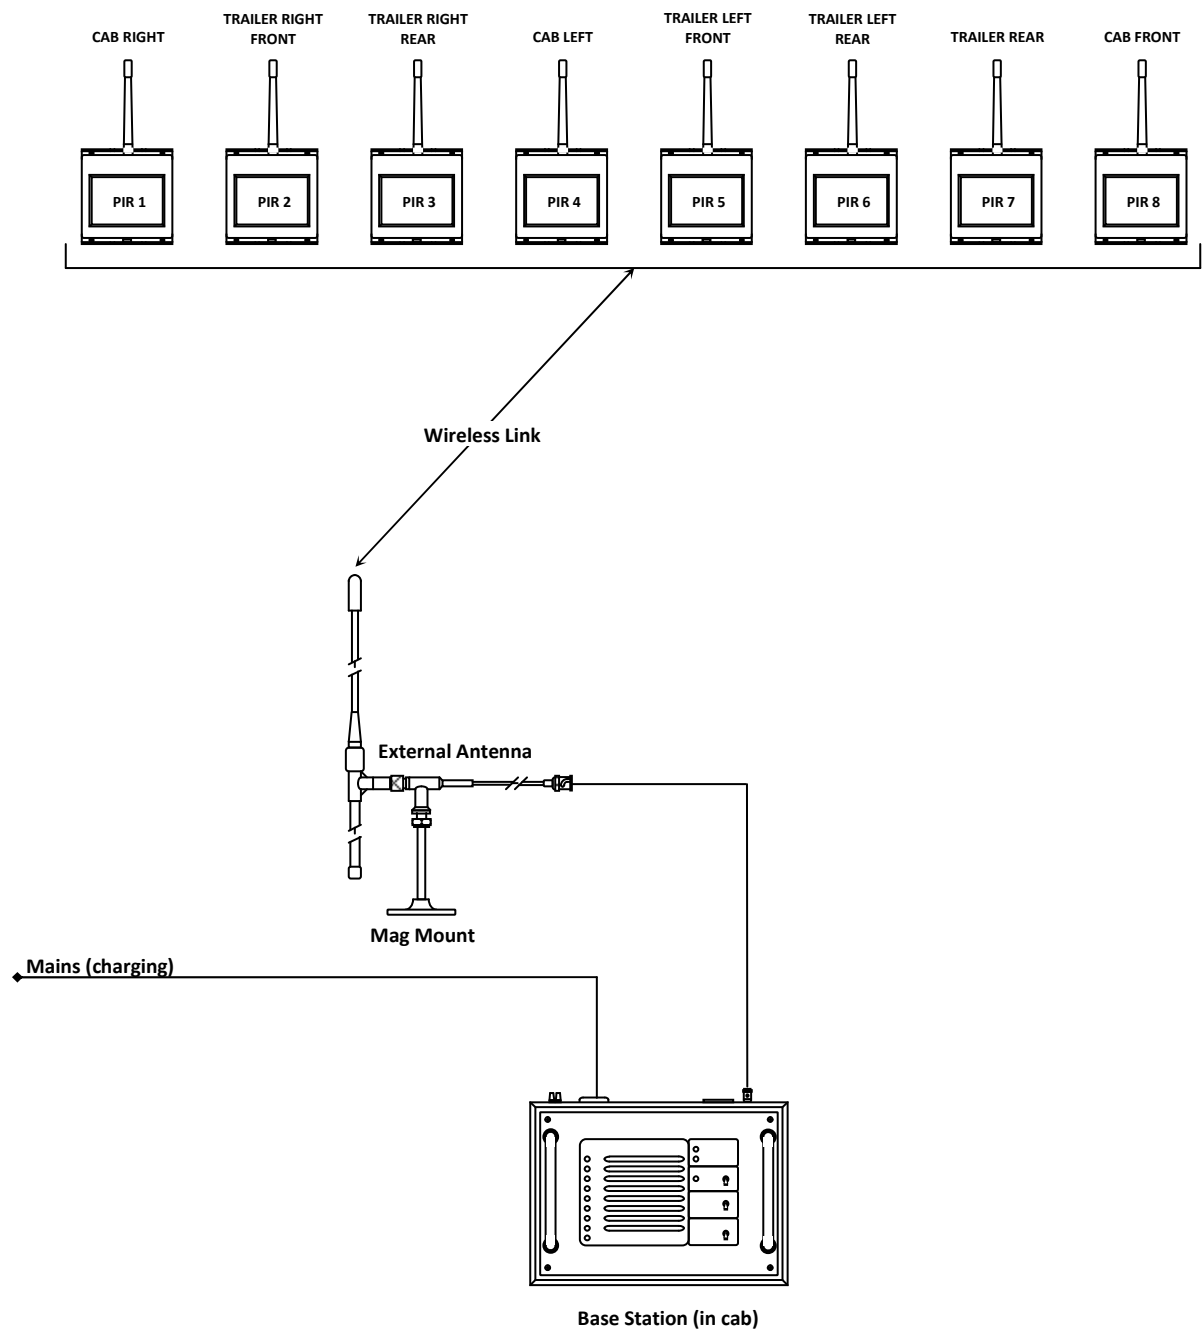 CAB RIGHT
TRAILER RIGHT
FRONT
TRAILER RIGHT
REAR
CAB LEFT
TRAILER LEFT
FRONT
TRAILER LEFT
REAR
TRAILER REAR
CAB FRONT
PIR 1
PIR 2
PIR 3
PIR 4
PIR 5
PIR 6
PIR 7
PIR 8
Wireless Link
External Antenna
Mag Mount
Mains (charging)
Base Station (in cab)